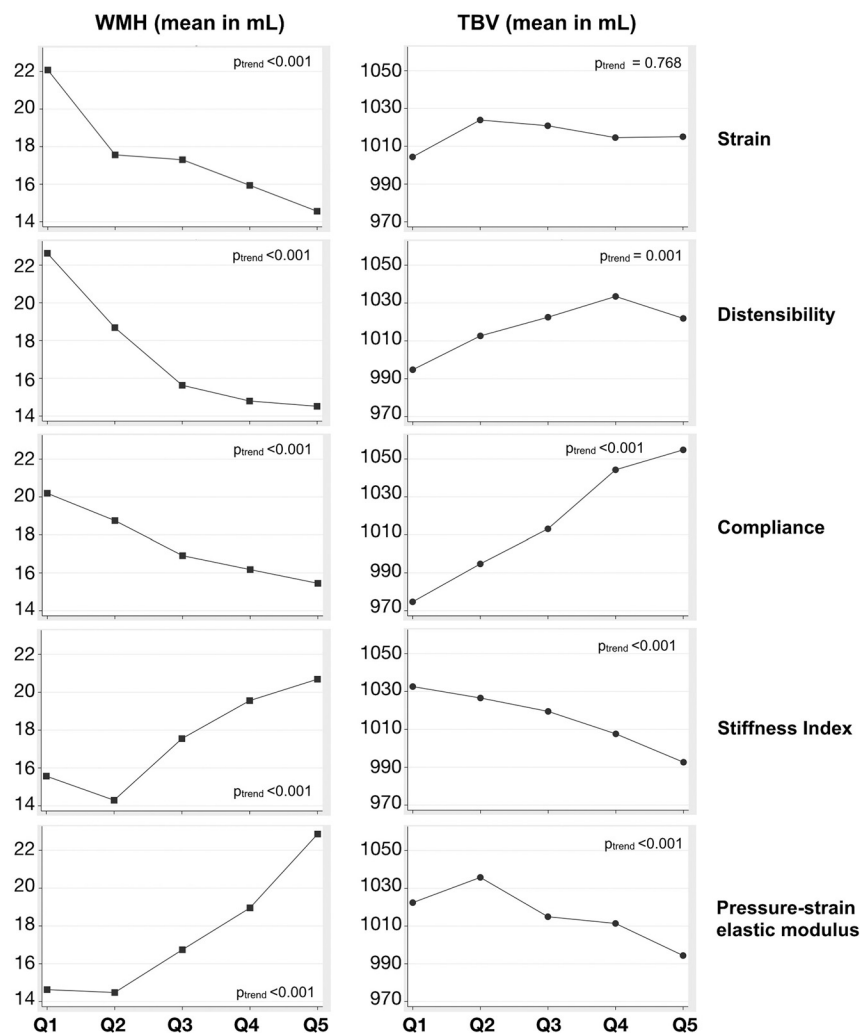 WMH (mean in mL)
TBV (mean in mL)
22
20
18
16
14
ptrend <0.001
1050
1030
1010
990
970
ptrend = 0.768
Strain
22
20
18
16
14
ptrend <0.001
1050
1030
1010
990
970
ptrend = 0.001
Distensibility
22
20
18
16
14
ptrend <0.001
1050
1030
1010
990
970
ptrend <0.001
Compliance
22
20
18
16
14
ptrend <0.001
1050
1030
1010
990
970
ptrend <0.001
Stiffness Index
22
20
18
16
14
ptrend <0.001
1050
1030
1010
990
970
ptrend <0.001
Pressure-strain
elastic modulus
Q1 Q2 Q3 Q4 Q5
Q1 Q2 Q3 Q4 Q5